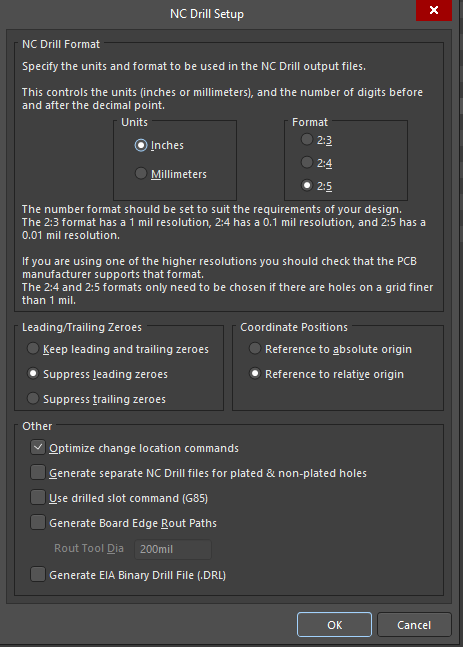 NC Drill Setup
NC Drill Format
Specify the units and format to be used in the NC Drill output files.
This controls the units (inches or millimeters), and the number of digits before
and after the decimal point.
Units
Inches
Millimeters
Format
2:3
2:4
2:5
The number format should be set to suit the requirements of your design.
The 2:3 format has a 1 mil resolution, 2:4 has a 0.1 mil resolution, and 2:5 has a
0.01 mil resolution.
If you are using one of the higher resolutions you should check that the PCB
manufacturer supports that format.
The 2:4 and 2:5 formats only need to be chosen if there are holes on a grid finer
than 1 mil.
Leading/Trailing Zeroes
Keep leading and trailing zeroes
Suppress leading zeroes
Suppress trailing zeroes
Coordinate Positions
Reference to absolute origin
Reference to relative origin
Other
Optimize change location commands
Generate separate NC Drill files for plated & non-plated holes
Use drilled slot command (G85)
Generate Board Edge Rout Paths
Rout Tool Dia 200mil
Generate EIA Binary Drill File (.DRL)
OK Cancel